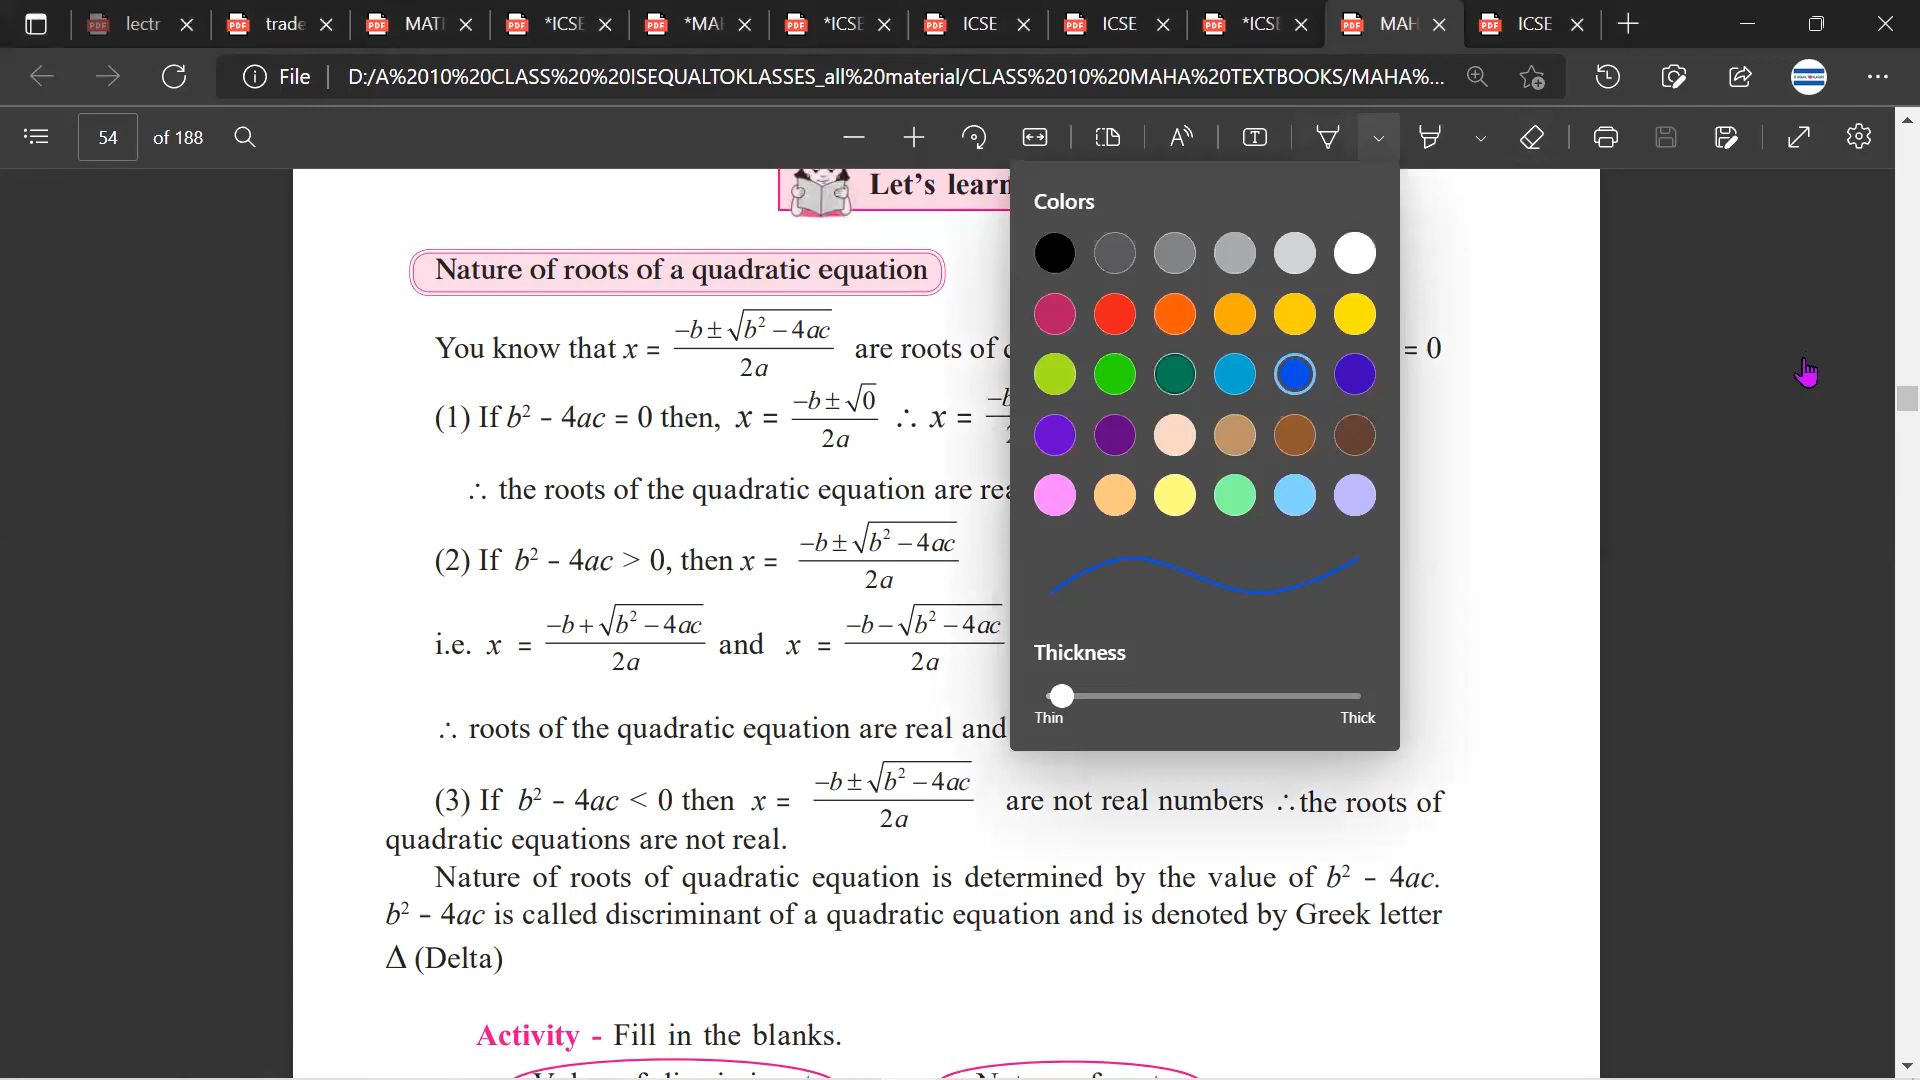 lectr
trade
MAT
*ICSE
*MA
*ICSE
ICSE
ICSE
*ICSE
MAH
ICSE
File
D:/A%2010%20CLASS%20%20ISEQUALTOKLASSES_all%20material/CLASS%2010%20MAHA%20TEXTBOOKS/MAHA%...
54 of 188
Let's learn
Colors
Nature of roots of a quadratic equation
You know that x = (-b ± √(b² - 4ac))/2a are roots of = 0
(1) If b² - 4ac = 0 then, x = (-b ± √0)/2a ∴ x =
∴ the roots of the quadratic equation are
(2) If b² - 4ac > 0, then x = (-b ± √(b² - 4ac))/2a
i.e. x = (-b + √(b² - 4ac))/2a and x = (-b - √(b² - 4ac))/2a
Thickness
Thin Thick
∴ roots of the quadratic equation are real and
(3) If b² - 4ac < 0 then x = (-b ± √(b² - 4ac))/2a are not real numbers ∴ the roots of
quadratic equations are not real.
Nature of roots of quadratic equation is determined by the value of b² - 4ac.
b² - 4ac is called discriminant of a quadratic equation and is denoted by Greek letter
Δ (Delta)
Activity - Fill in the blanks.